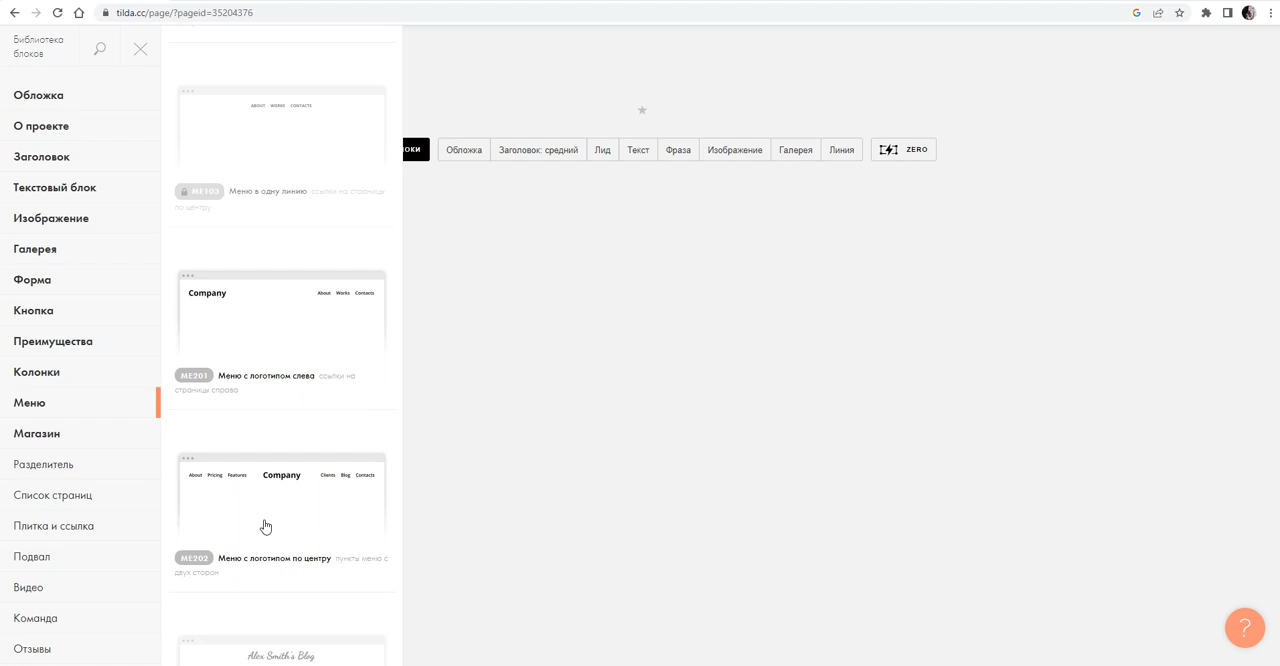 tilda.cc/page/?pageid=35204376
Библиотека
блоков
Обложка
О проекте
Заголовок
Текстовый блок
Изображение
Галерея
Форма
Кнопка
Преимущества
Колонки
Меню
Магазин
Разделитель
Список страниц
Плитка и ссылка
Подвал
Видео
Команда
Отзывы
ABOUT WORKS CONTACTS
ME103 Меню в одну линию ссылки на страницы
по центру
Company About Works Contacts
ME201 Меню с логотипом слева ссылки на
страницы справа
About Pricing Features Company Clients Blog Contacts
ME202 Меню с логотипом по центру пункты меню с
двух сторон
Alex Smith's Blog
ОКИ Обложка Заголовок: средний Лид Текст Фраза Изображение Галерея Линия ZERO
?